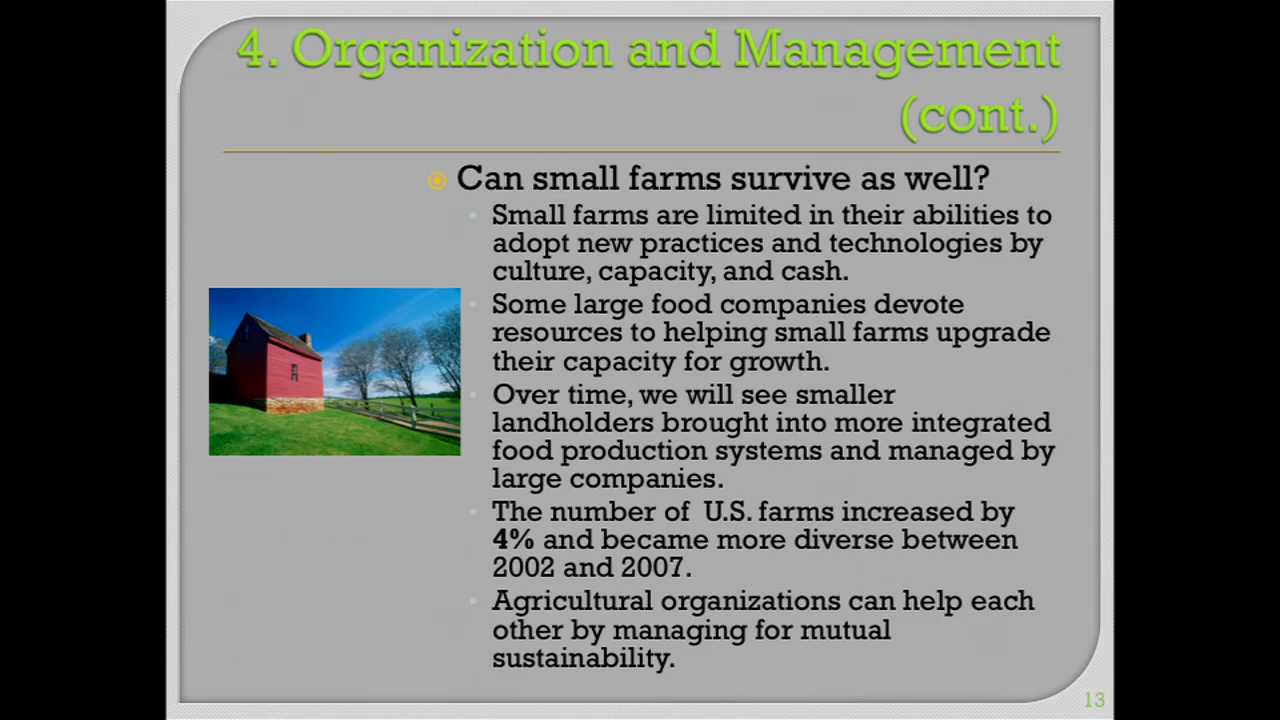 4. Organization and Management
(cont.)
Can small farms survive as well?
Small farms are limited in their abilities to
adopt new practices and technologies by
culture, capacity, and cash.
Some large food companies devote
resources to helping small farms upgrade
their capacity for growth.
Over time, we will see smaller
landholders brought into more integrated
food production systems and managed by
large companies.
The number of  U.S. farms increased by
4% and became more diverse between
2002 and 2007.
Agricultural organizations can help each
other by managing for mutual
sustainability.
13